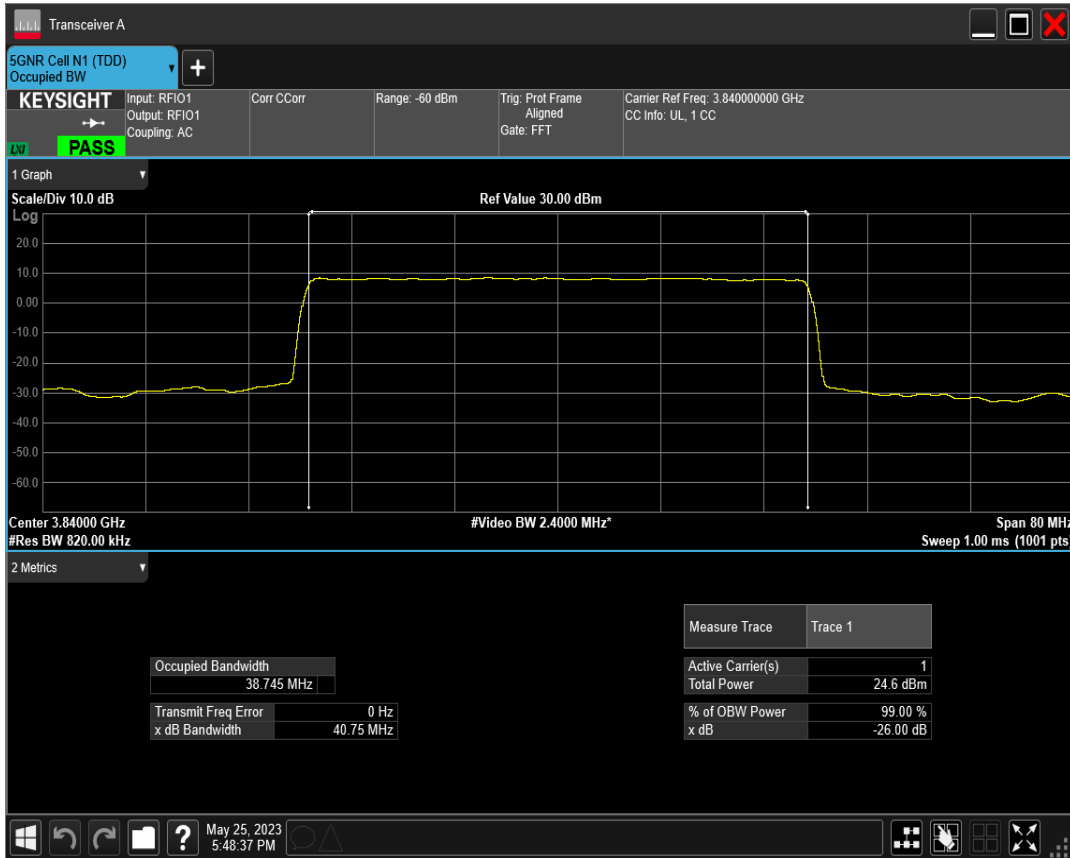 Transceiver A
5GNR Cell N1 (TDD)
Occupied BW
+
KEYSIGHT
LXI
PASS
Input: RFIO1
Output: RFIO1
Coupling: AC
Corr CCorr
Range: -60 dBm
Trig: Prot Frame
Aligned
Gate: FFT
Carrier Ref Freq: 3.840000000 GHz
CC Info: UL, 1 CC
1 Graph
Scale/Div 10.0 dB
Ref Value 30.00 dBm
Log
20.0
10.0
0.00
-10.0
-20.0
-30.0
-40.0
-50.0
-60.0
Center 3.84000 GHz
#Video BW 2.4000 MHz*
Span 80 MHz
#Res BW 820.00 kHz
Sweep 1.00 ms (1001 pts)
2 Metrics
Measure Trace Trace 1
Occupied Bandwidth
38.745 MHz
Active Carrier(s) 1
Total Power 24.6 dBm
Transmit Freq Error 0 Hz
x dB Bandwidth 40.75 MHz
% of OBW Power 99.00 %
x dB -26.00 dB
?
May 25, 2023
5:48:37 PM